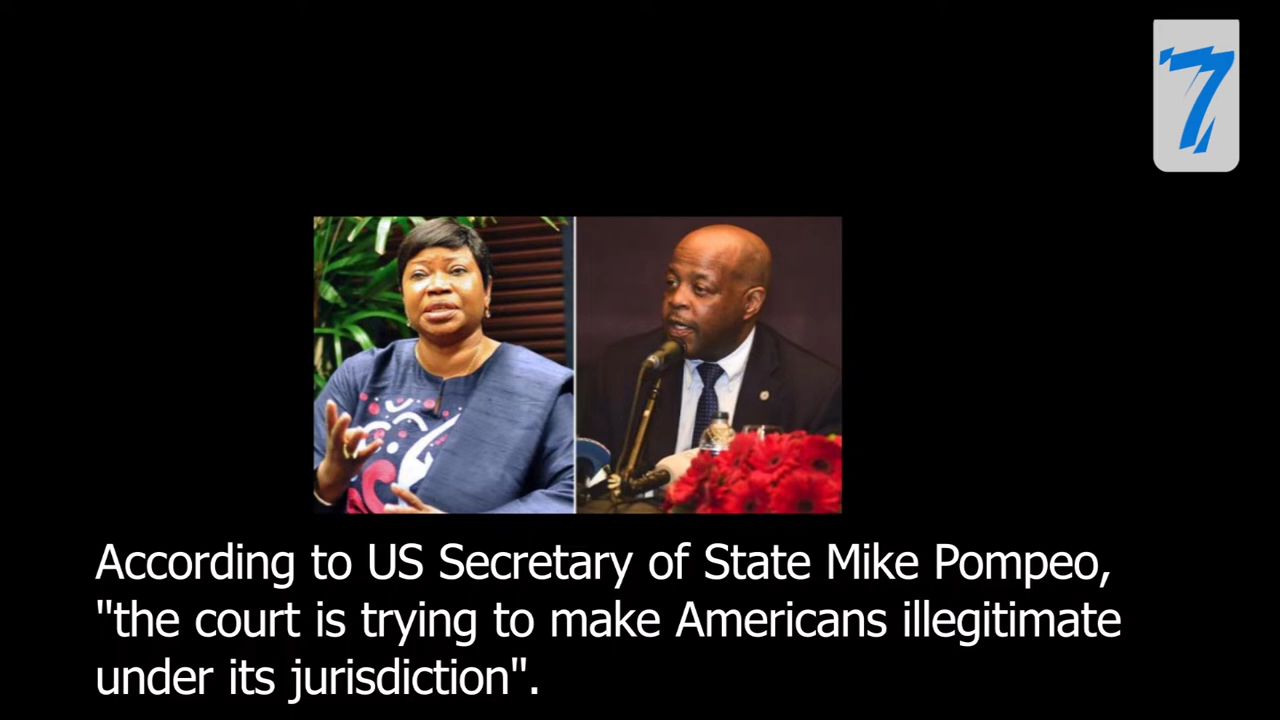 7
According to US Secretary of State Mike Pompeo,
"the court is trying to make Americans illegitimate
under its jurisdiction".